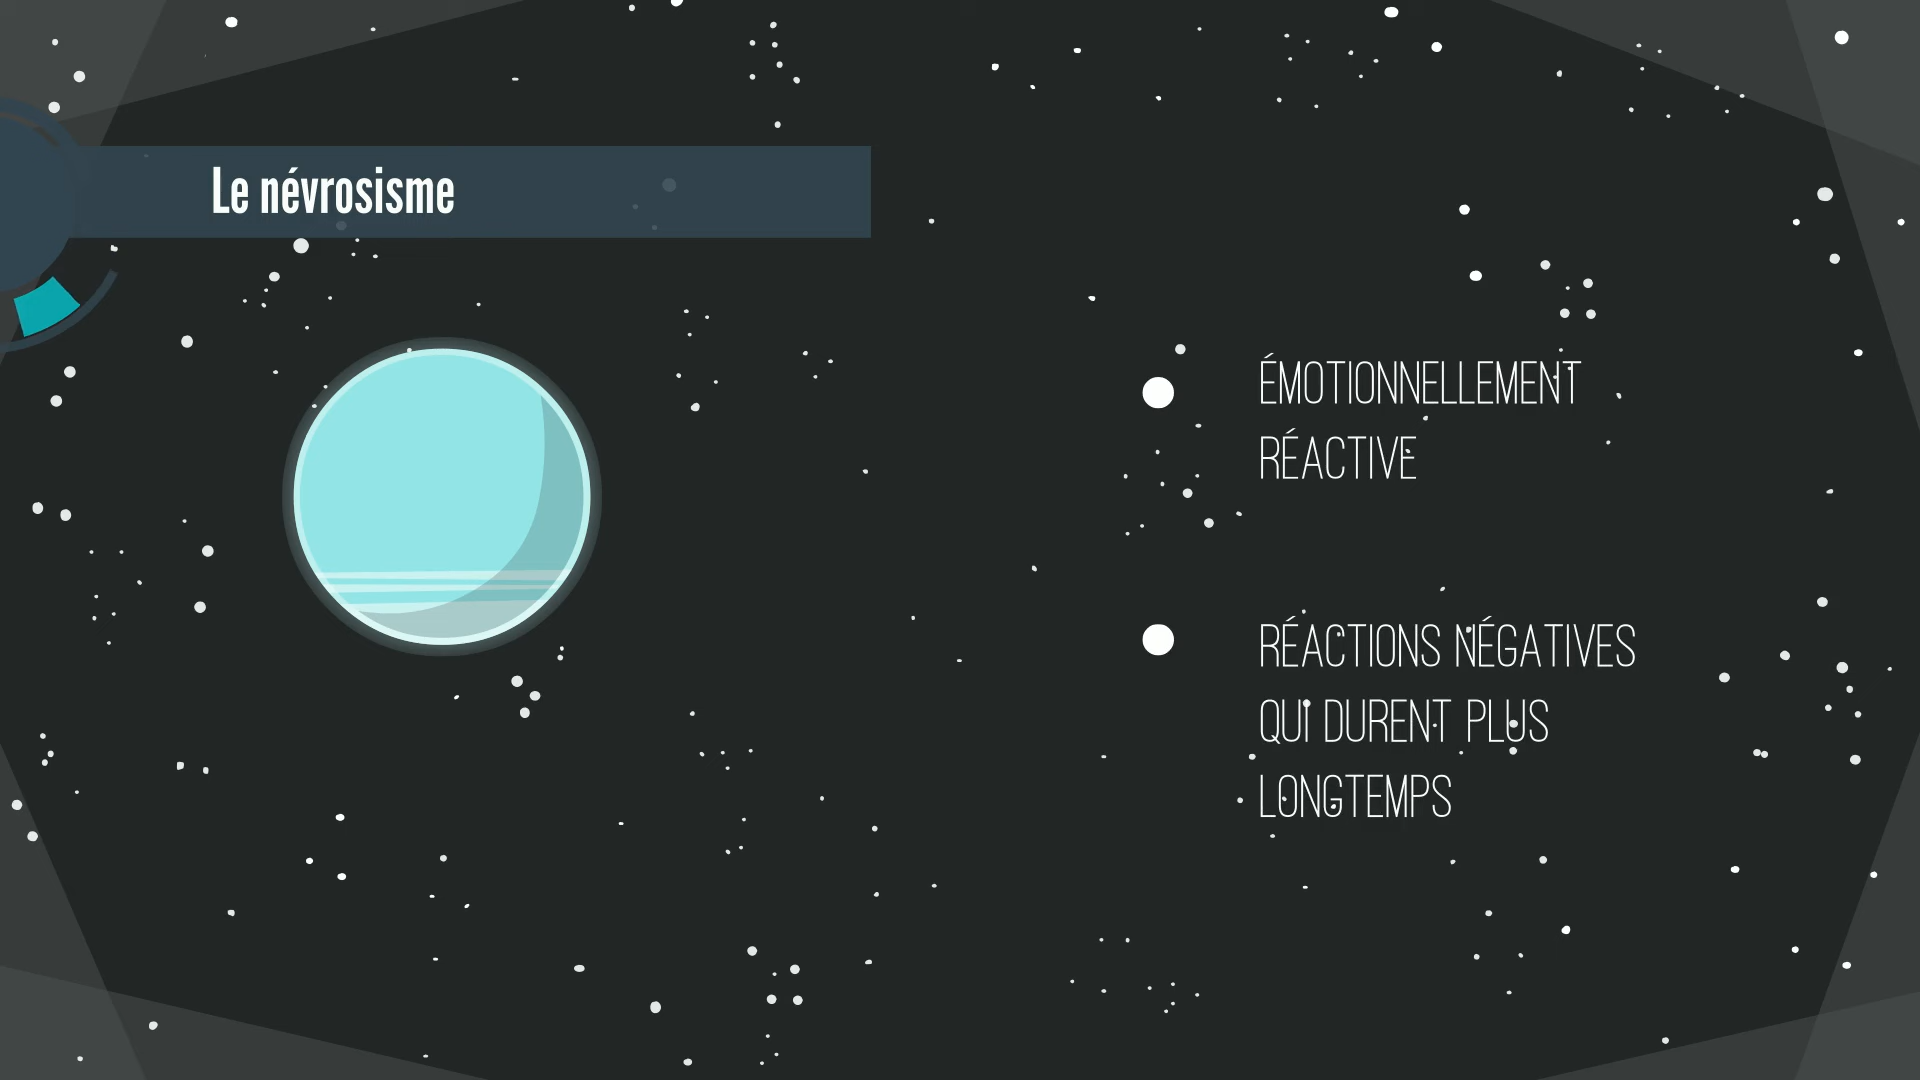 Le névrosisme
ÉMOTIONNELLEMENT
RÉACTIVE
RÉACTIONS NÉGATIVES
QUI DURENT PLUS
LONGTEMPS